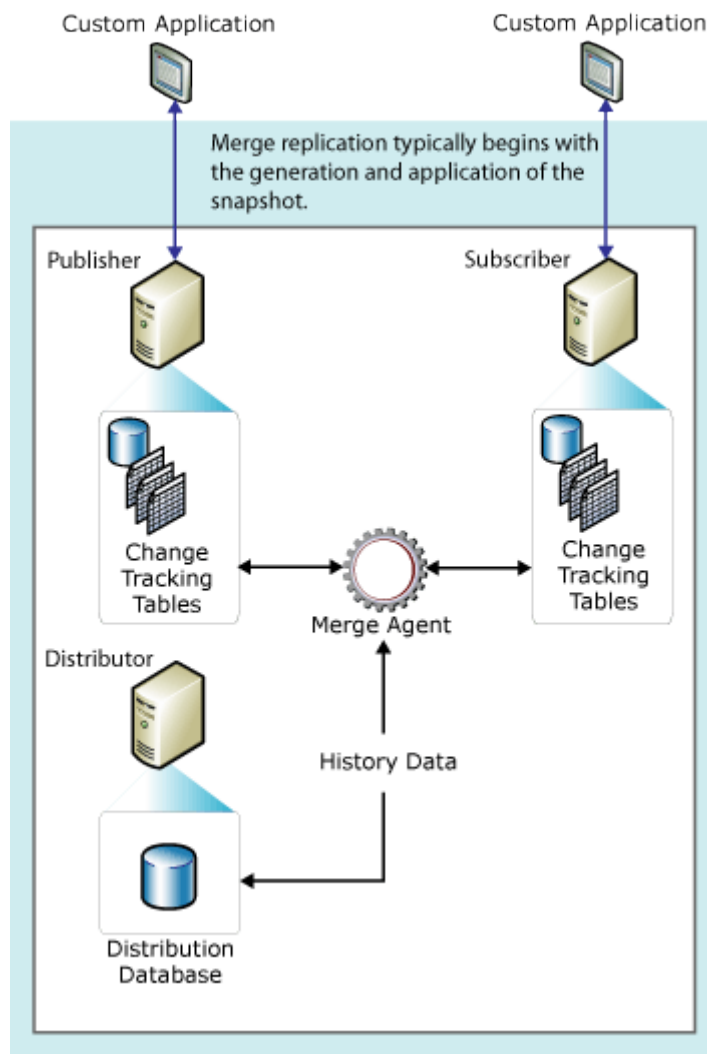 Custom Application
Custom Application
Merge replication typically begins with
the generation and application of the
snapshot.
Publisher
Subscriber
Change
Tracking
Tables
Change
Tracking
Tables
Merge Agent
Distributor
History Data
Distribution
Database